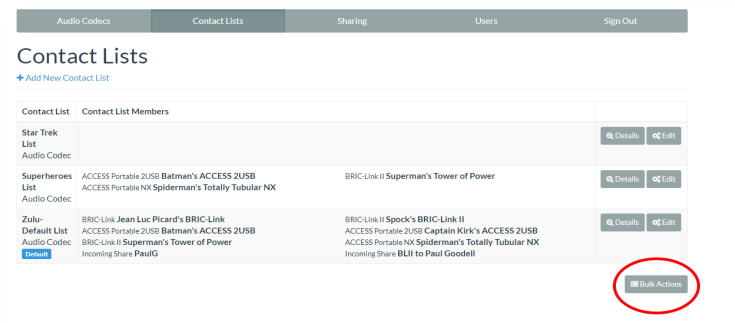 Audio Codecs Contact Lists Sharing Users Sign Out
Contact Lists
+ Add New Contact List
Contact List Contact List Members
Star Trek
List
Audio Codec
Details Edit
Superheroes
List
Audio Codec
ACCESS Portable 2USB Batman's ACCESS 2USB BRIC-Link II Superman's Tower of Power
ACCESS Portable NX Spiderman's Totally Tubular NX
Details Edit
Zulu-
Default List
Audio Codec
Default
BRIC-Link Jean Luc Picard's BRIC-Link BRIC-Link II Spock's BRIC-Link II
ACCESS Portable 2USB Batman's ACCESS 2USB ACCESS Portable 2USB Captain Kirk's ACCESS 2USB
BRIC-Link II Superman's Tower of Power ACCESS Portable NX Spiderman's Totally Tubular NX
Incoming Share PaulG Incoming Share BLII to Paul Goodell
Details Edit
Bulk Actions